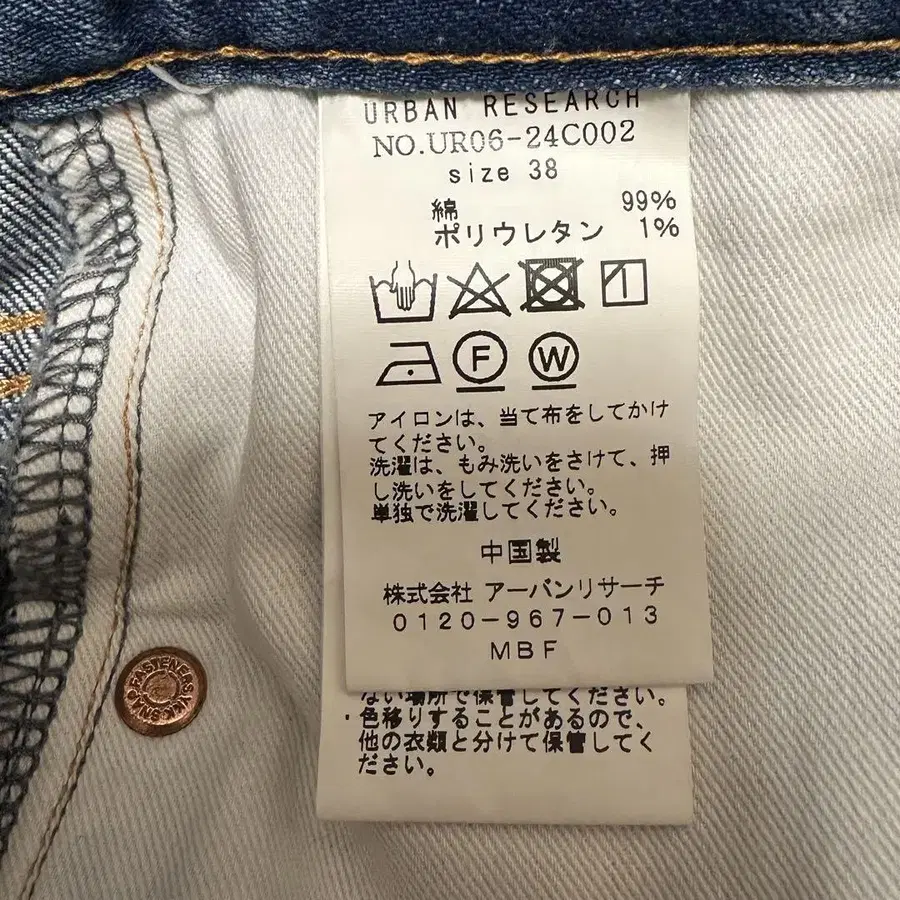 URBAN RESEARCH
NO.UR06-24C002
size 38
綿 99%
ポリウレタン 1%
F W
アイロンは、当て布をしてかけ
てください。
洗濯は、もみ洗いをさけて、押
し洗いをしてください。
単独で洗濯してください。
中国製
株式会社 アーバンリサーチ
0120-967-013
MBF
ない場所で保管してください。
・色移りすることがあるので、
他の衣類と分けて保管してく
ださい。
FASTENERS